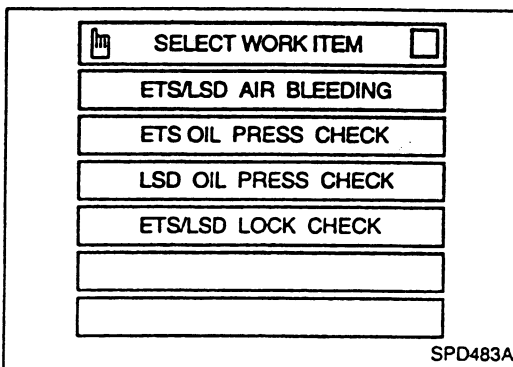 SELECT WORK ITEM
ETS/LSD AIR BLEEDING
ETS OIL PRESS CHECK
LSD OIL PRESS CHECK
ETS/LSD LOCK CHECK
SPD483A